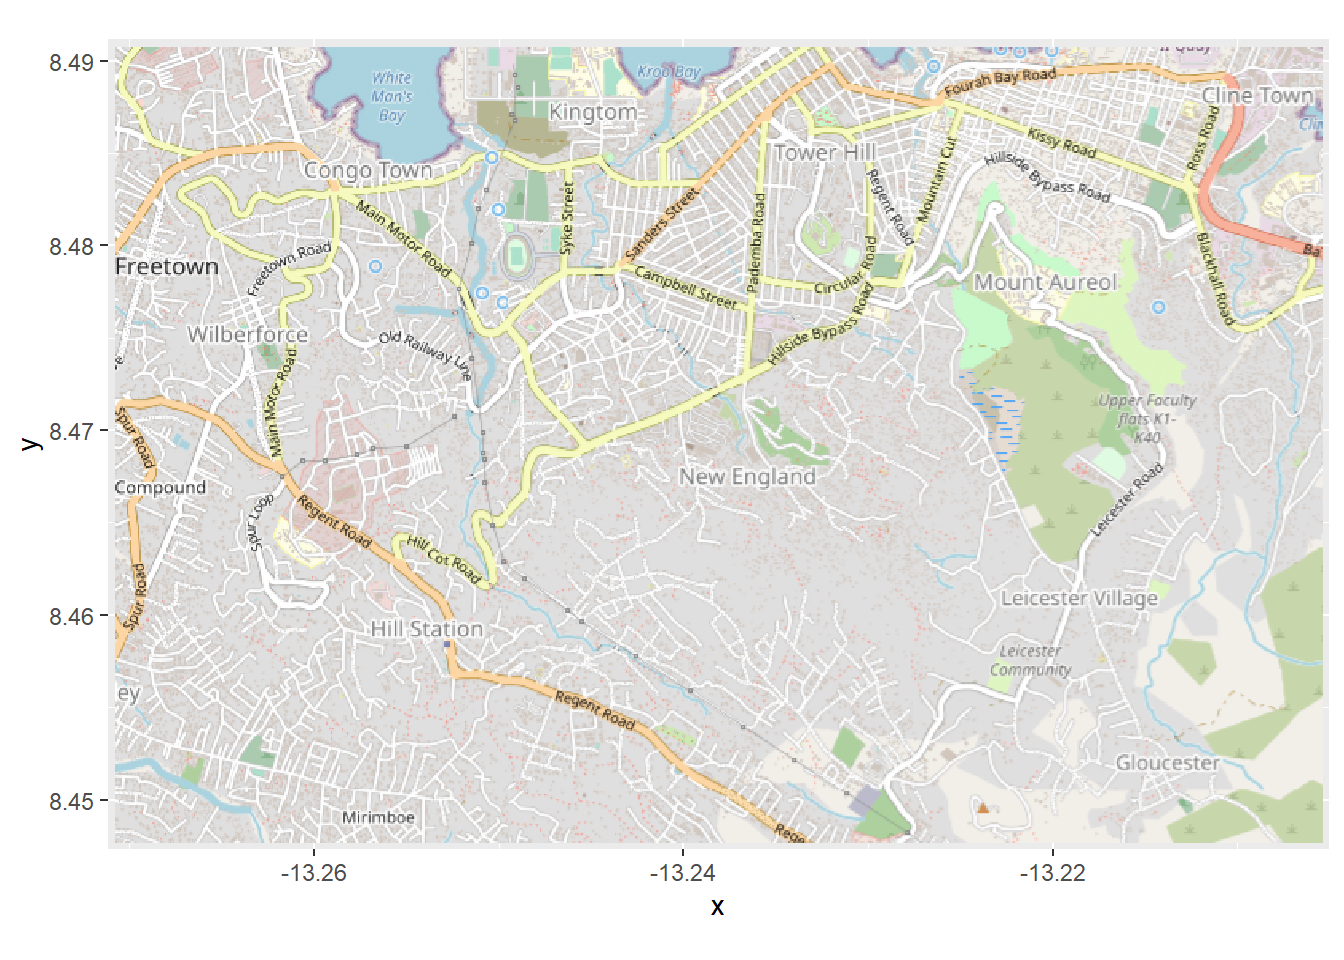 8.49
8.48
8.47
8.46
8.45
y
-13.26
-13.24
-13.22
x
White
Man's
Bay
Kroo Bay
Kingtom
Fourah Bay Road
Cline Town
Congo Town
Tower Hill
Kissy Road
Ross Road
Hillside Bypass Road
Mountain Cut
Regent Road
Main Motor Road
Syke Street
Sanders Street
Pademba Road
Freetown Road
Freetown
Campbell Street
Circular Road
Mount Aureol
Blackhall Road
Ba
Wilberforce
Old Railway Line
Hillside Bypass Road
Main Motor Road
Spur Road
Upper Faculty
flats K1-
K40
New England
Compound
Spur Loop
Regent Road
Hill Cot Road
Leicester Road
Spur Road
Leicester Village
Hill Station
Leicester
Community
ey
Regent Road
Gloucester
Mirimboe
Rege